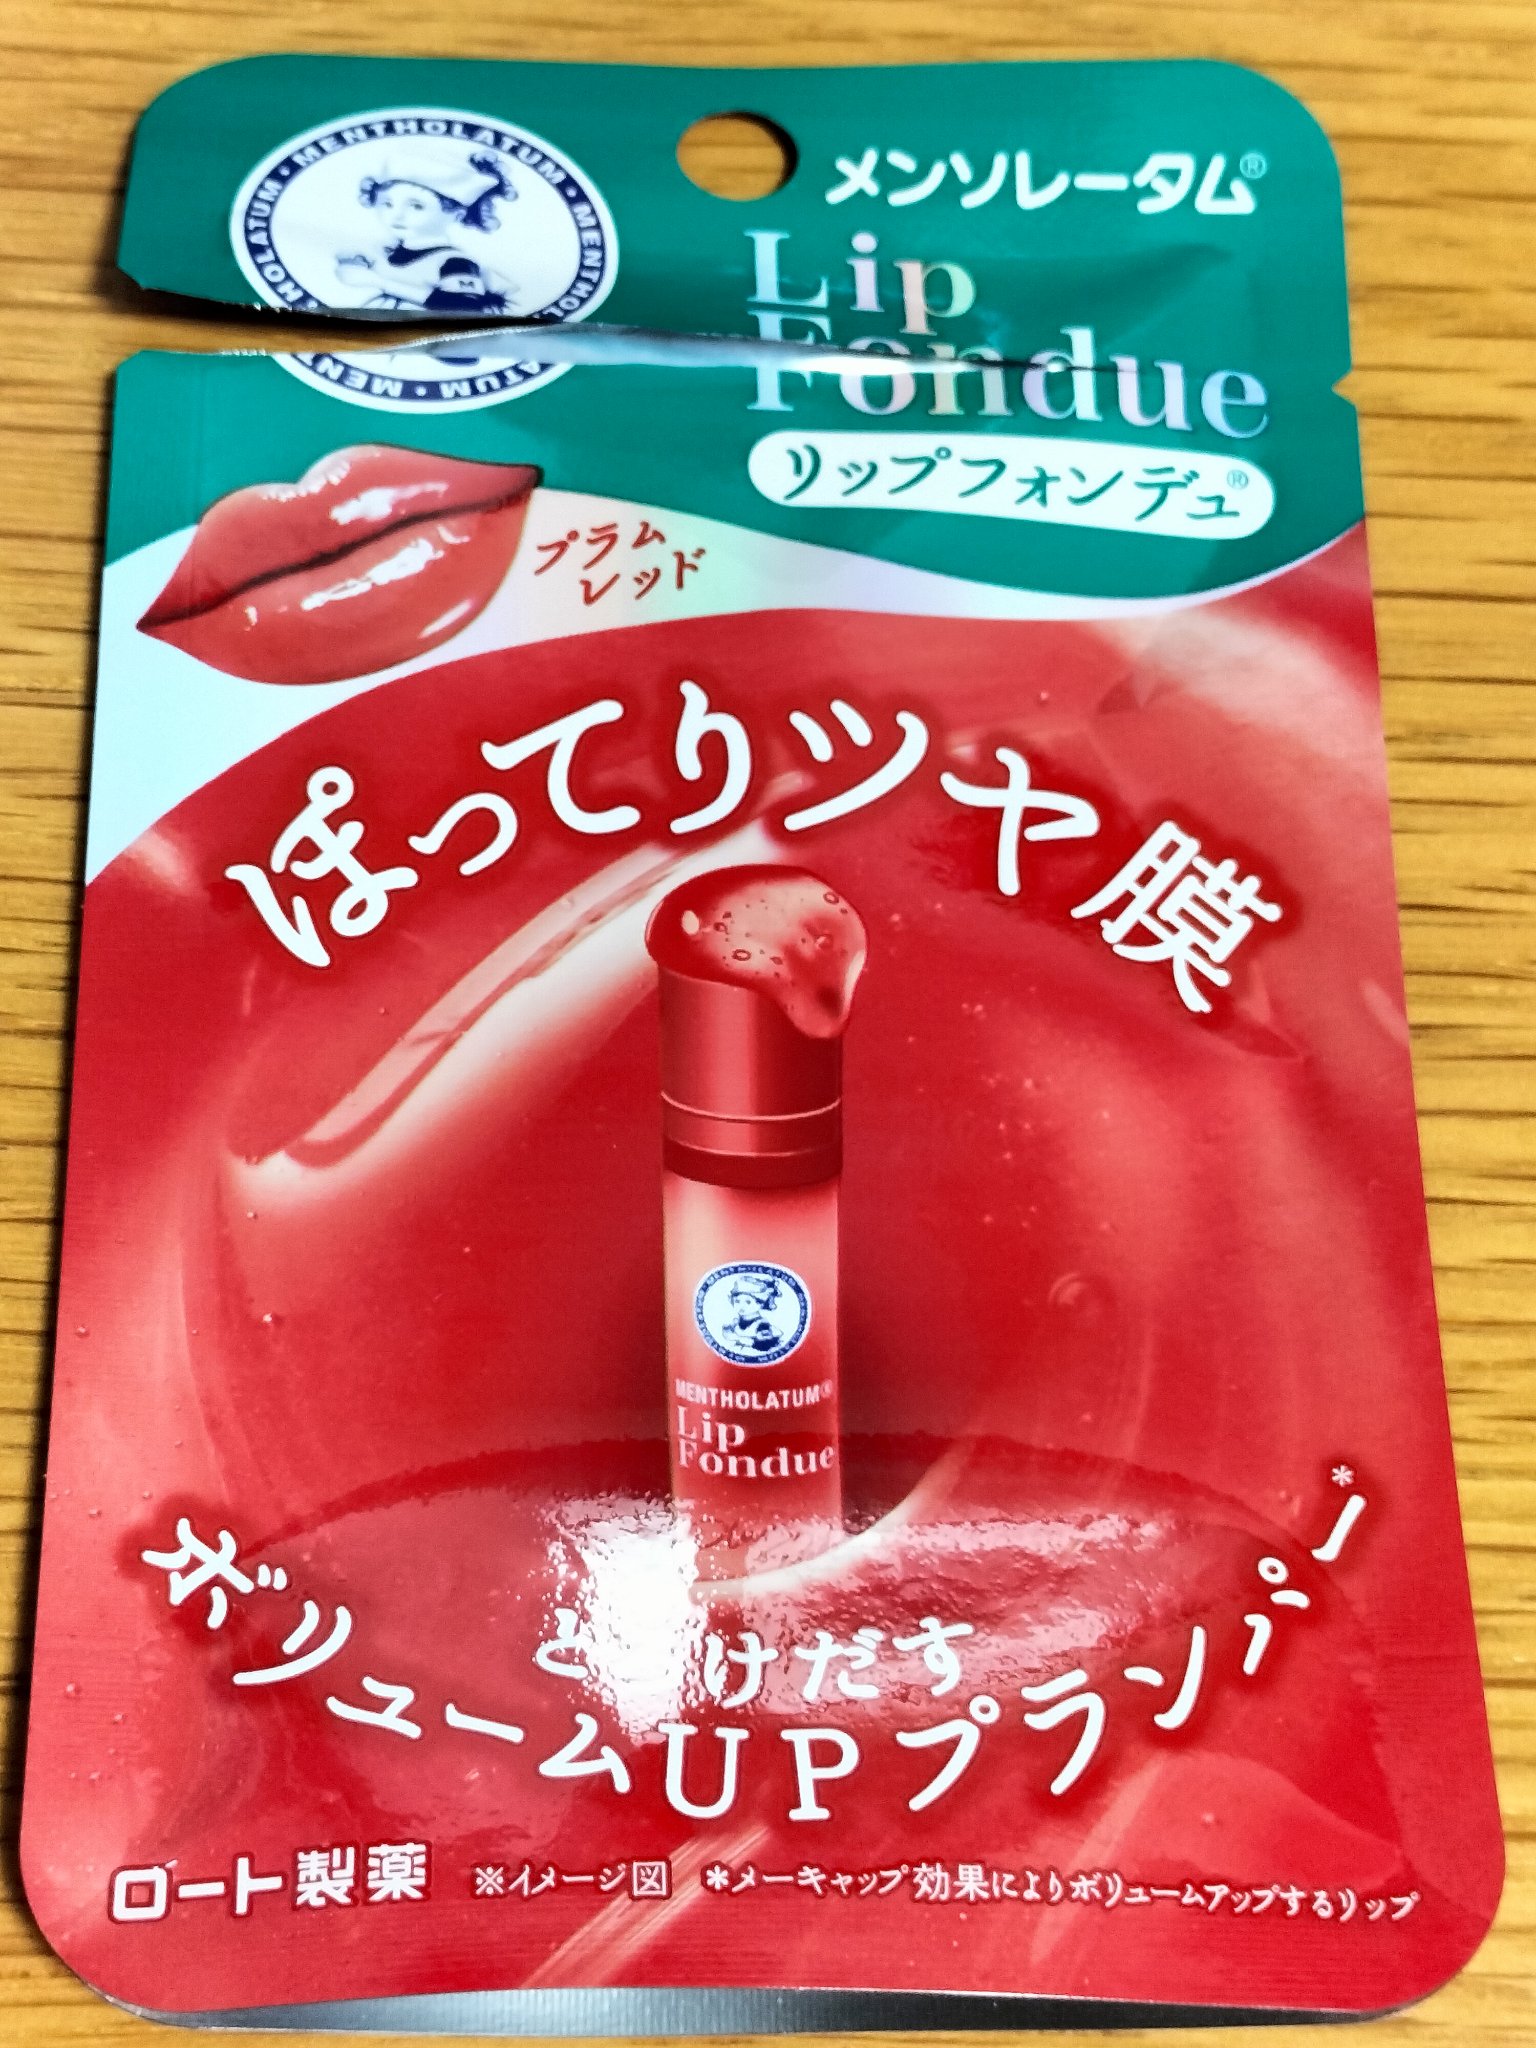 MENTHOLATUM • MENTHOLATUM
メンソレータム®
Lip
Fondue
リップフォンデュ®
プラム
レッド
ぽってりツヤ膜
MENTHOLATUM®
Lip
Fondue
けだす
ボリュームUPプランパー*
ロート製薬
※イメージ図
*メーキャップ効果によりボリュームアップするリップ